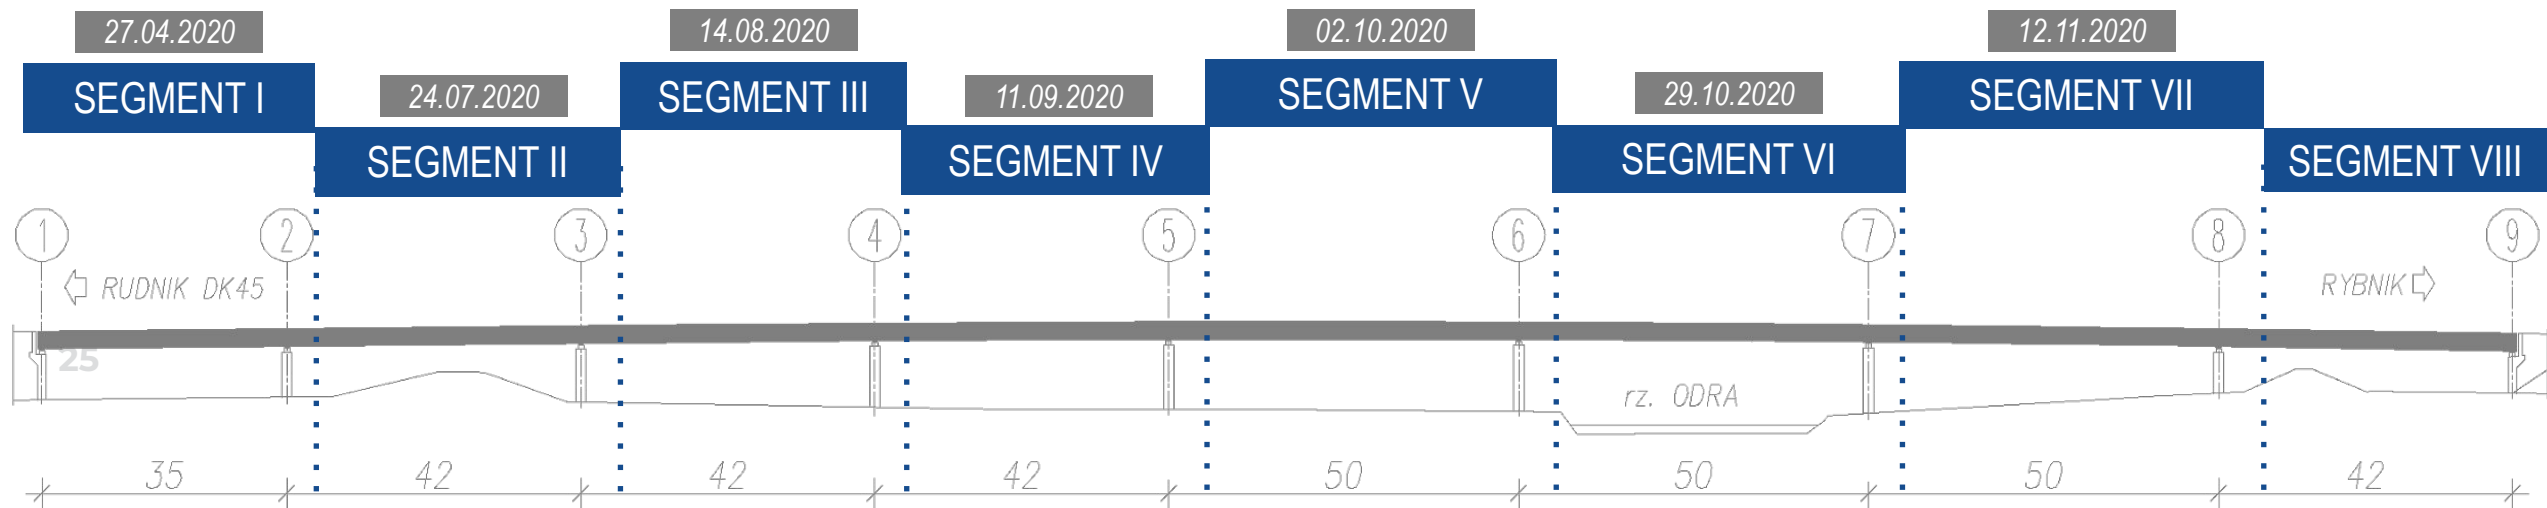 27.04.2020
14.08.2020
02.10.2020
12.11.2020
SEGMENT I
24.07.2020
SEGMENT III
11.09.2020
SEGMENT V
29.10.2020
SEGMENT VII
SEGMENT II
SEGMENT IV
SEGMENT VI
SEGMENT VIII
1 2 3 4 5 6 7 8 9
RUDNIK DK45
RYBNIK
25
rz. ODRA
35 42 42 42 50 50 50 42